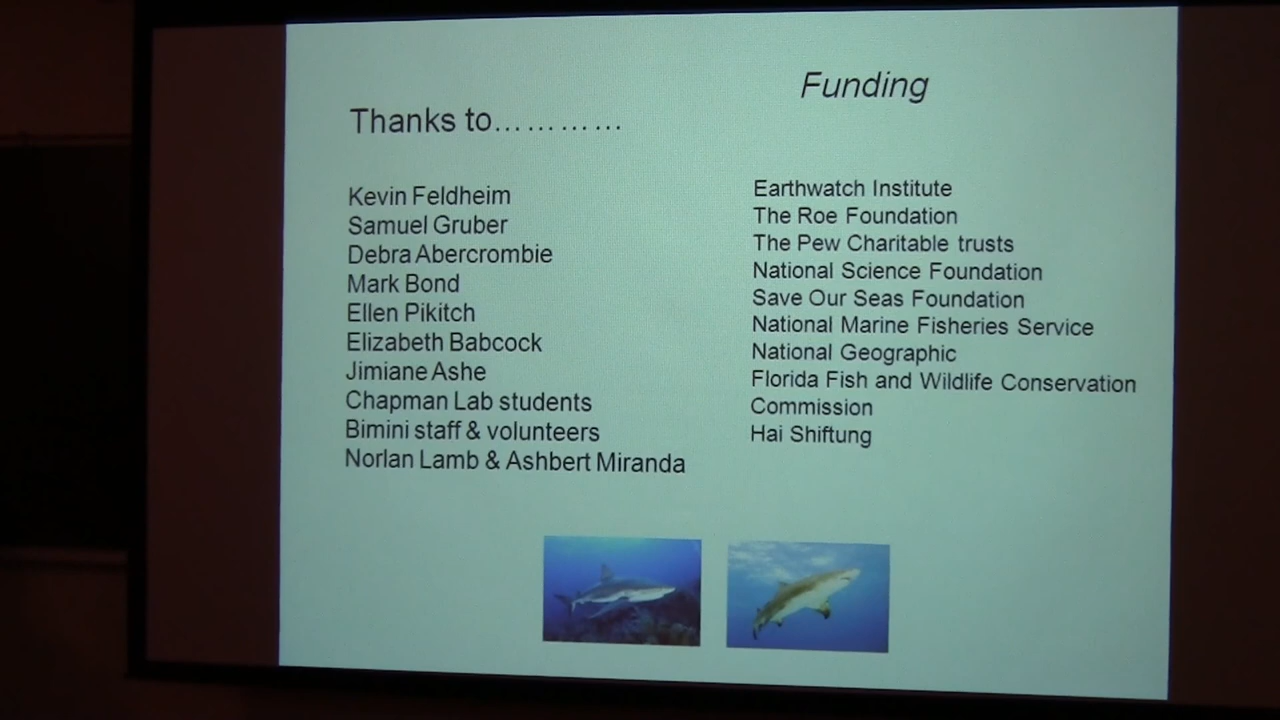 Thanks to…………
Kevin Feldheim
Samuel Gruber
Debra Abercrombie
Mark Bond
Ellen Pikitch
Elizabeth Babcock
Jimiane Ashe
Chapman Lab students
Bimini staff & volunteers
Norlan Lamb & Ashbert Miranda
Funding
Earthwatch Institute
The Roe Foundation
The Pew Charitable trusts
National Science Foundation
Save Our Seas Foundation
National Marine Fisheries Service
National Geographic
Florida Fish and Wildlife Conservation
Commission
Hai Shiftung